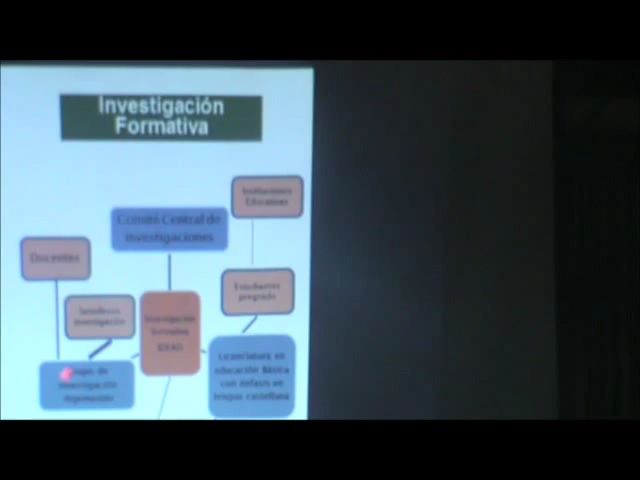 Investigación
Formativa
Instituciones
Educativas
Comité Central de
investigaciones
Docentes
Estudiantes
pregrado
Semilleros
investigación
Investigación
formativa
IDEAD
Licenciatura en
educación Básica
con énfasis en
lengua castellana
de
investigación